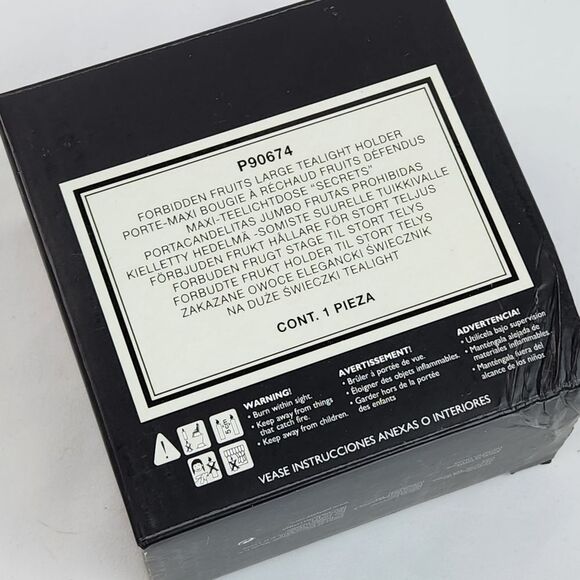 P90674
FORBIDDEN FRUITS LARGE TEALIGHT HOLDER
PORTE-MAXI BOUGIE À RÉCHAUD FRUITS DÉFENDUS
MAXI-TEELICHTDOSE "SECRETS"
PORTACANDELITAS JUMBO FRUTAS PROHIBIDAS
KIELLETTY HEDELMÄ -SOMISTE SUURELLE TUIKKIVALLE
FÖRBJUDEN FRUKT HÅLLARE FÖR STORT TELJUS
FORBUDEN FRUGT STAGE TIL STORT TELYS
FORBUDTE FRUKT HOLDER TIL STORT TELYS
ZAKAZANE OWOCE ELEGANCKI ŚWIECZNIK
NA DUŻE ŚWIECZKI TEALIGHT
CONT. 1 PIEZA
WARNING!
• Burn within sight.
• Keep away from things
that catch fire.
• Keep away from children.
AVERTISSEMENT!
• Brûler à portée de vue.
• Éloigner des objets inflammables.
• Garder hors de la portée
des enfants
ADVERTENCIA!
• Utilícela bajo supervision
• Manténgala alejada de
materiales inflammables.
• Manténgala fuera del
alcance de los niños
VEASE INSTRUCCIONES ANEXAS O INTERIORES